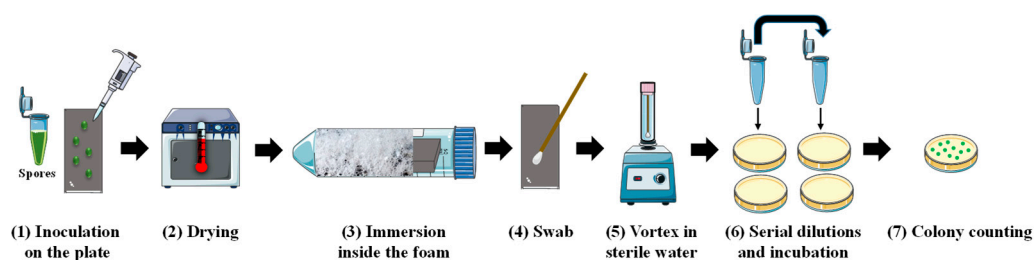 Spores
(1) Inoculation
on the plate
(2) Drying
(3) Immersion
inside the foam
(4) Swab
(5) Vortex in
sterile water
(6) Serial dilutions
and incubation
(7) Colony counting